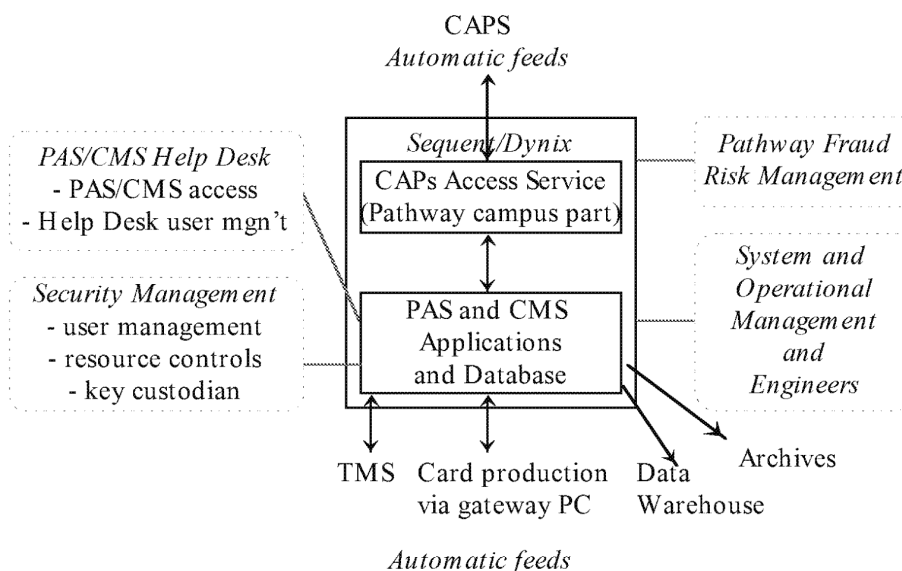 CAPS
Automatic feeds
Sequent/Dynix
CAPs Access Service
(Pathway campus part)
PAS/CMS Help Desk
- PAS/CMS access
- Help Desk user mgn't
Security Management
- user management
- resource controls
- key custodian
PAS and CMS
Applications
and Database
Pathway Fraud
Risk Management
System and
Operational
Management
and
Engineers
TMS
Card production
via gateway PC
Data
Warehouse
Archives
Automatic feeds